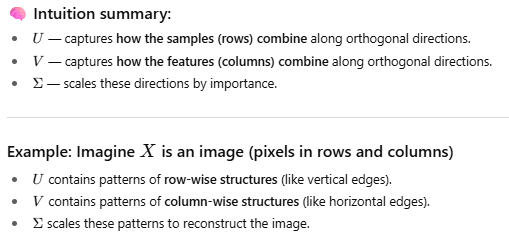 🧠 Intuition summary:
• U — captures how the samples (rows) combine along orthogonal directions.
• V — captures how the features (columns) combine along orthogonal directions.
• Σ — scales these directions by importance.
Example: Imagine X is an image (pixels in rows and columns)
• U contains patterns of row-wise structures (like vertical edges).
• V contains patterns of column-wise structures (like horizontal edges).
• Σ scales these patterns to reconstruct the image.